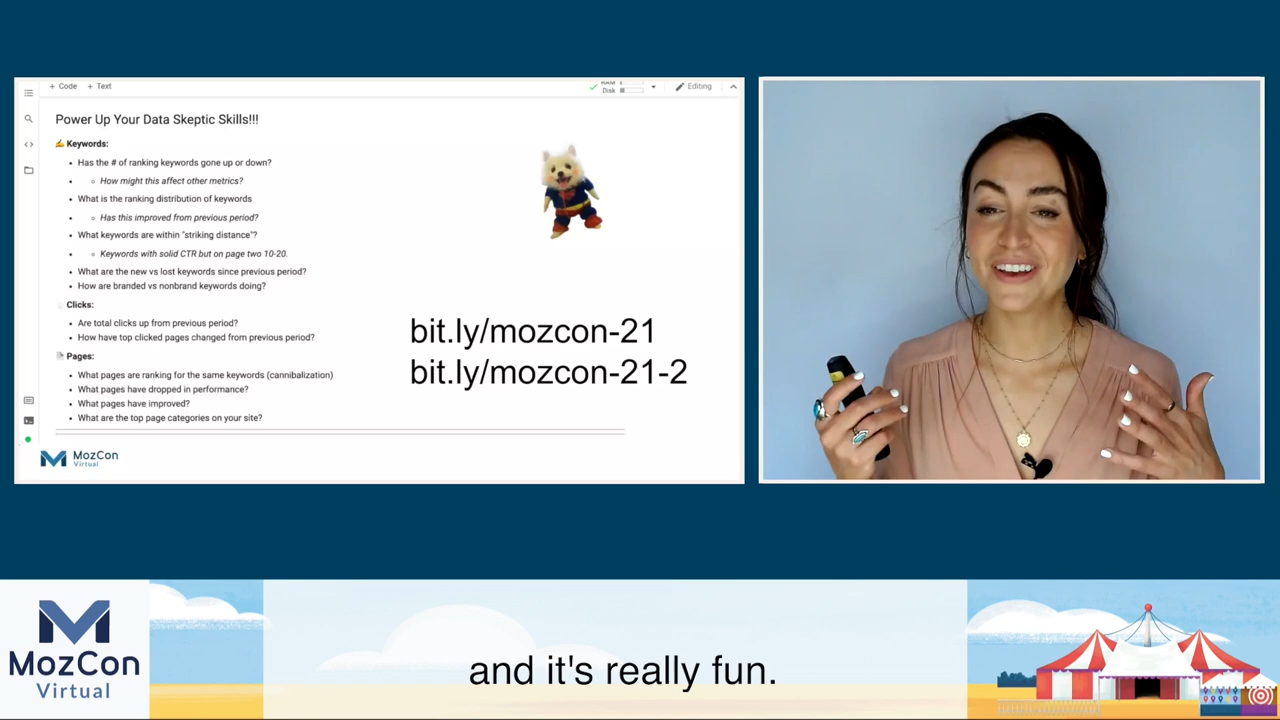 + Code + Text
RAM
Disk
Editing
Power Up Your Data Skeptic Skills!!!
✍ Keywords:
• Has the # of ranking keywords gone up or down?
• ○ How might this affect other metrics?
• What is the ranking distribution of keywords
• ○ Has this improved from previous period?
• What keywords are within "striking distance"?
• ○ Keywords with solid CTR but on page two 10-20.
• What are the new vs lost keywords since previous period?
• How are branded vs nonbrand keywords doing?
Clicks:
• Are total clicks up from previous period?
• How have top clicked pages changed from previous period?
Pages:
• What pages are ranking for the same keywords (cannibalization)
• What pages have dropped in performance?
• What pages have improved?
• What are the top page categories on your site?
bit.ly/mozcon-21
bit.ly/mozcon-21-2
MozCon
Virtual
MozCon
Virtual
and it's really fun.